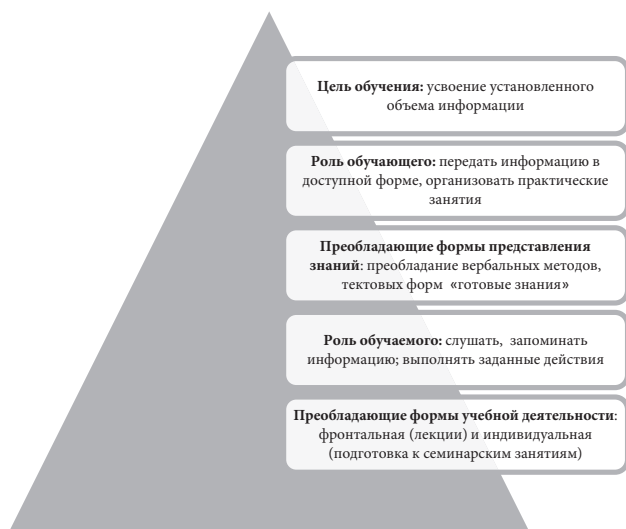 Цель обучения: усвоение установленного
объема информации
Роль обучающего: передать информацию в
доступной форме, организовать практические
занятия
Преобладающие формы представления
знаний: преобладание вербальных методов,
тектовых форм «готовые знания»
Роль обучаемого: слушать, запоминать
информацию; выполнять заданные действия
Преобладающие формы учебной деятельности:
фронтальная (лекции) и индивидуальная
(подготовка к семинарским занятиям)